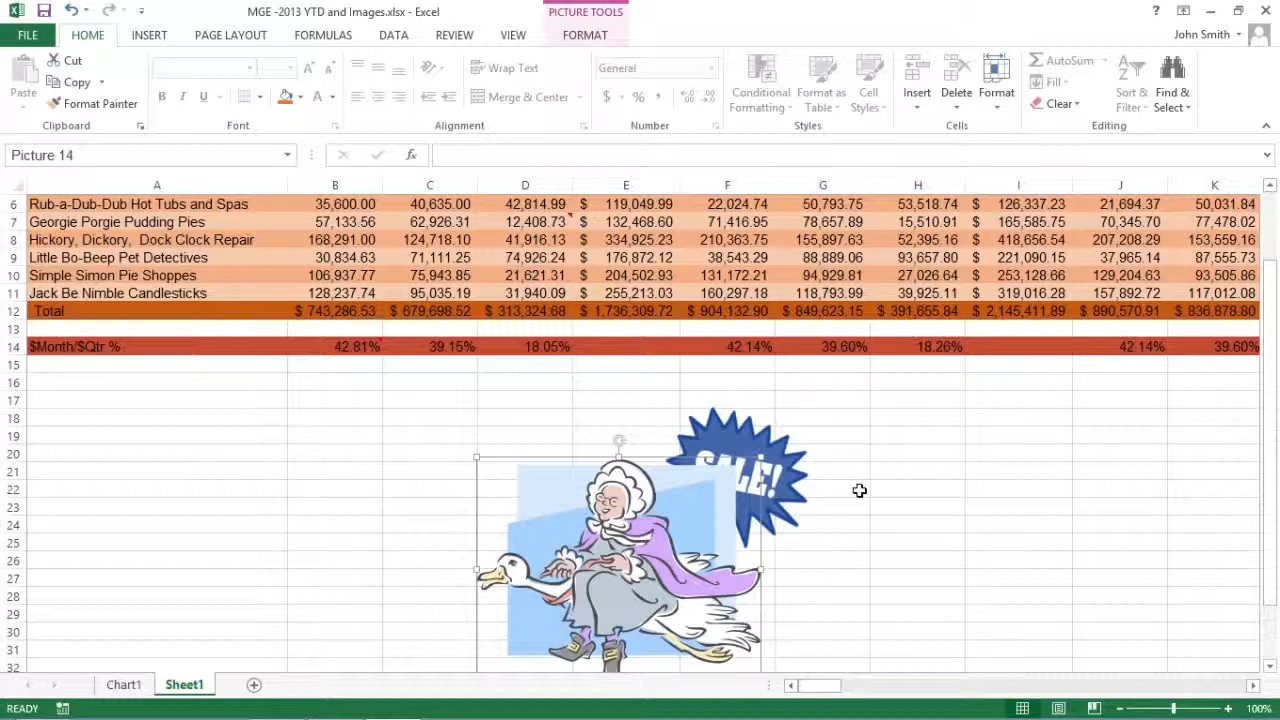 MGE -2013 YTD and Images.xlsx - Excel
PICTURE TOOLS
?
FILE HOME INSERT PAGE LAYOUT FORMULAS DATA REVIEW VIEW FORMAT John Smith
Paste Cut Copy Format Painter Clipboard
B I U A Font
Wrap Text Merge & Center Alignment
General $ % , Number
Conditional Formatting Format as Table Cell Styles Styles
Insert Delete Format Cells
AutoSum Fill Clear Sort & Filter Find & Select Editing
Picture 14 fx
A B C D E F G H I J K
6 Rub-a-Dub-Dub Hot Tubs and Spas 35,600.00 40,635.00 42,814.99 $ 119,049.99 22,024.74 50,793.75 53,518.74 $ 126,337.23 21,694.37 50,031.84
7 Georgie Porgie Pudding Pies 57,133.56 62,926.31 12,408.73 $ 132,468.60 71,416.95 78,657.89 15,510.91 $ 165,585.75 70,345.70 77,478.02
8 Hickory, Dickory, Dock Clock Repair 168,291.00 124,718.10 41,916.13 $ 334,925.23 210,363.75 155,897.63 52,395.16 $ 418,656.54 207,208.29 153,559.16
9 Little Bo-Beep Pet Detectives 30,834.63 71,111.25 74,926.24 $ 176,872.12 38,543.29 88,889.06 93,657.80 $ 221,090.15 37,965.14 87,555.73
10 Simple Simon Pie Shoppes 106,937.77 75,943.85 21,621.31 $ 204,502.93 131,172.21 94,929.81 27,026.64 $ 253,128.66 129,204.63 93,505.86
11 Jack Be Nimble Candlesticks 128,237.74 95,035.19 31,940.09 $ 255,213.03 160,297.18 118,793.99 39,925.11 $ 319,016.28 157,892.72 117,012.08
12 Total $ 743,286.53 $ 679,698.52 $ 313,324.68 $ 1,736,309.72 $ 904,132.90 $ 849,623.15 $ 391,655.84 $ 2,145,411.89 $ 890,570.91 $ 836,878.80
13
14 $Month/$Qtr % 42.81% 39.15% 18.05% 42.14% 39.60% 18.26% 42.14% 39.60%
15
16
17
18
19
20
21
SALE!
22
23
24
25
26
27
28
29
30
31
32
Chart1 Sheet1
READY 100%